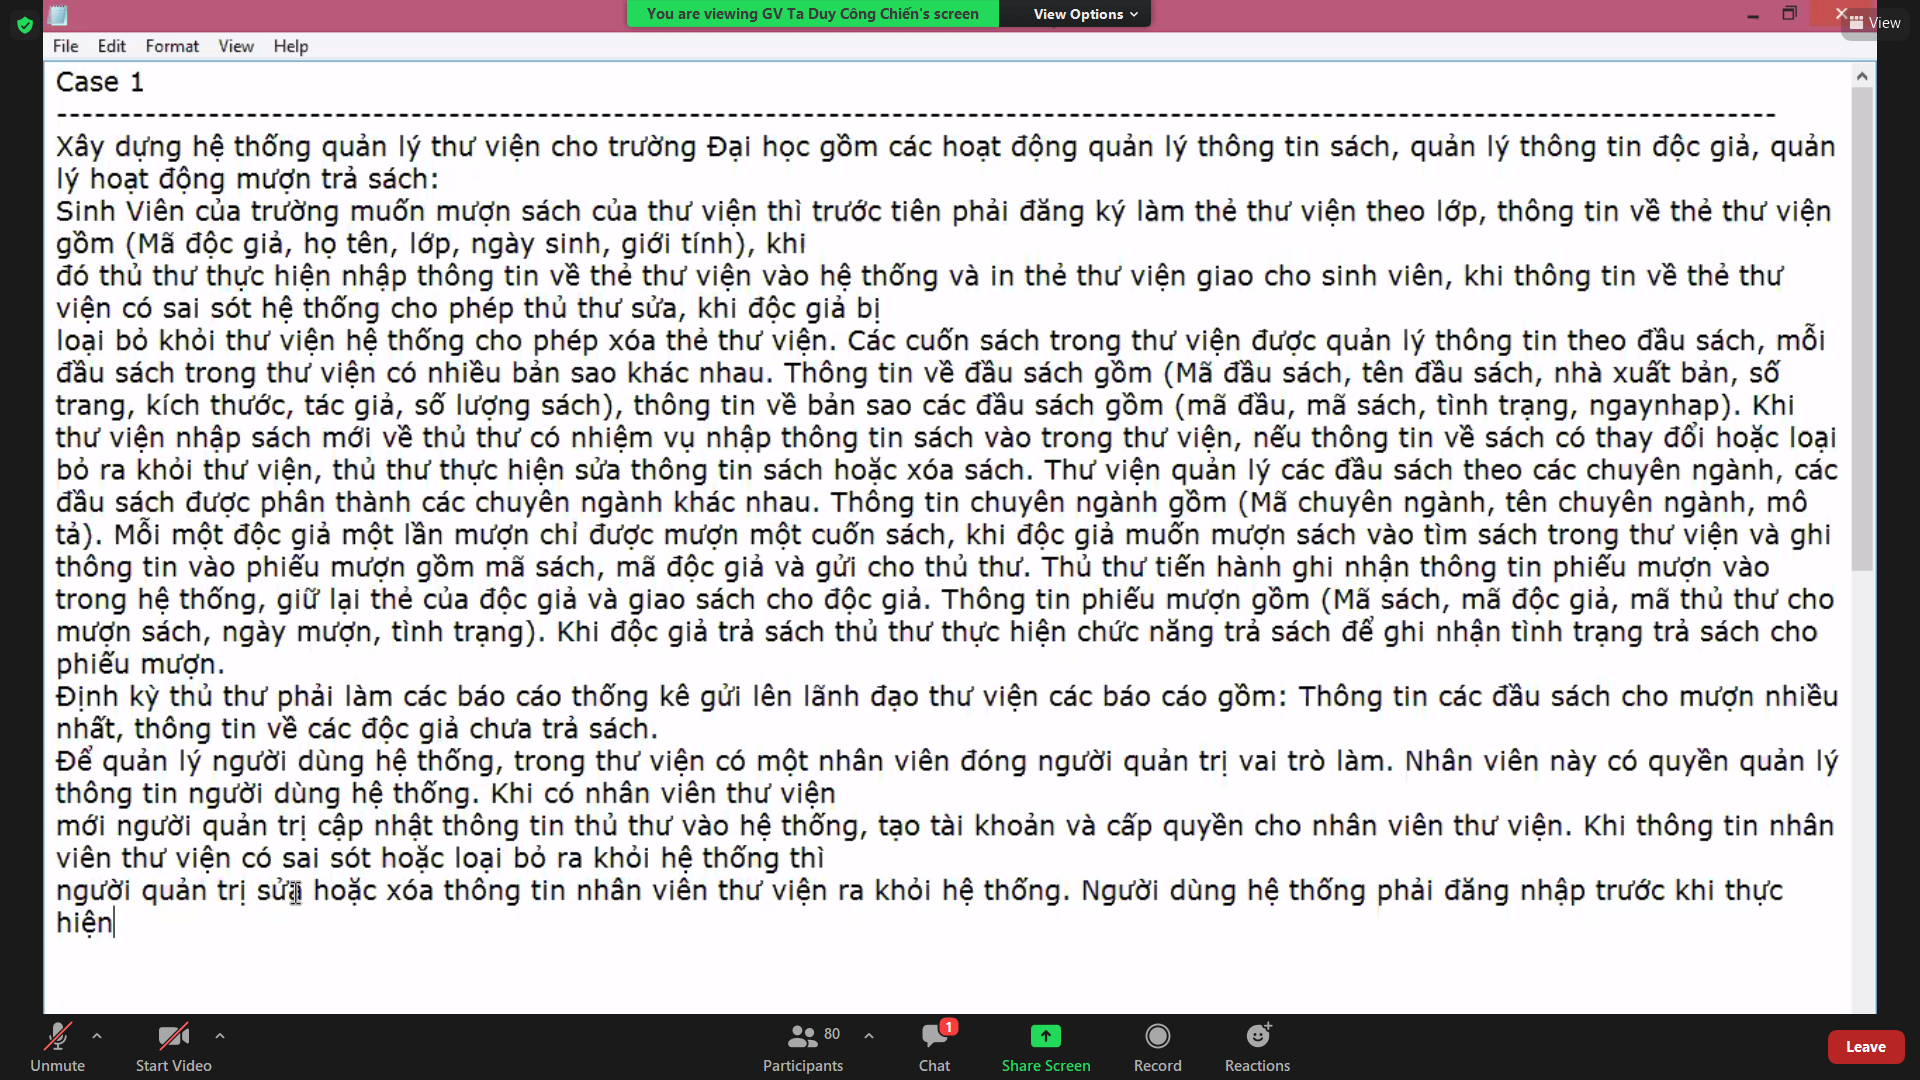 You are viewing GV Ta Duy Công Chiến's screen
View Options
View
File Edit Format View Help
Case 1
--------------------------------------------------------------------------------------------------------------------------------------------
Xây dựng hệ thống quản lý thư viện cho trường Đại học gồm các hoạt động quản lý thông tin sách, quản lý thông tin độc giả, quản
lý hoạt động mượn trả sách:
Sinh Viên của trường muốn mượn sách của thư viện thì trước tiên phải đăng ký làm thẻ thư viện theo lớp, thông tin về thẻ thư viện
gồm (Mã độc giả, họ tên, lớp, ngày sinh, giới tính), khi
đó thủ thư thực hiện nhập thông tin về thẻ thư viện vào hệ thống và in thẻ thư viện giao cho sinh viên, khi thông tin về thẻ thư
viện có sai sót hệ thống cho phép thủ thư sửa, khi độc giả bị
loại bỏ khỏi thư viện hệ thống cho phép xóa thẻ thư viện. Các cuốn sách trong thư viện được quản lý thông tin theo đầu sách, mỗi
đầu sách trong thư viện có nhiều bản sao khác nhau. Thông tin về đầu sách gồm (Mã đầu sách, tên đầu sách, nhà xuất bản, số
trang, kích thước, tác giả, số lượng sách), thông tin về bản sao các đầu sách gồm (mã đầu, mã sách, tình trạng, ngaynhap). Khi
thư viện nhập sách mới về thủ thư có nhiệm vụ nhập thông tin sách vào trong thư viện, nếu thông tin về sách có thay đổi hoặc loại
bỏ ra khỏi thư viện, thủ thư thực hiện sửa thông tin sách hoặc xóa sách. Thư viện quản lý các đầu sách theo các chuyên ngành, các
đầu sách được phân thành các chuyên ngành khác nhau. Thông tin chuyên ngành gồm (Mã chuyên ngành, tên chuyên ngành, mô
tả). Mỗi một độc giả một lần mượn chỉ được mượn một cuốn sách, khi độc giả muốn mượn sách vào tìm sách trong thư viện và ghi
thông tin vào phiếu mượn gồm mã sách, mã độc giả và gửi cho thủ thư. Thủ thư tiến hành ghi nhận thông tin phiếu mượn vào
trong hệ thống, giữ lại thẻ của độc giả và giao sách cho độc giả. Thông tin phiếu mượn gồm (Mã sách, mã độc giả, mã thủ thư cho
mượn sách, ngày mượn, tình trạng). Khi độc giả trả sách thủ thư thực hiện chức năng trả sách để ghi nhận tình trạng trả sách cho
phiếu mượn.
Định kỳ thủ thư phải làm các báo cáo thống kê gửi lên lãnh đạo thư viện các báo cáo gồm: Thông tin các đầu sách cho mượn nhiều
nhất, thông tin về các độc giả chưa trả sách.
Để quản lý người dùng hệ thống, trong thư viện có một nhân viên đóng người quản trị vai trò làm. Nhân viên này có quyền quản lý
thông tin người dùng hệ thống. Khi có nhân viên thư viện
mới người quản trị cập nhật thông tin thủ thư vào hệ thống, tạo tài khoản và cấp quyền cho nhân viên thư viện. Khi thông tin nhân
viên thư viện có sai sót hoặc loại bỏ ra khỏi hệ thống thì
người quản trị sửa hoặc xóa thông tin nhân viên thư viện ra khỏi hệ thống. Người dùng hệ thống phải đăng nhập trước khi thực
hiện
80
1
Unmute Start Video Participants Chat Share Screen Record Reactions Leave